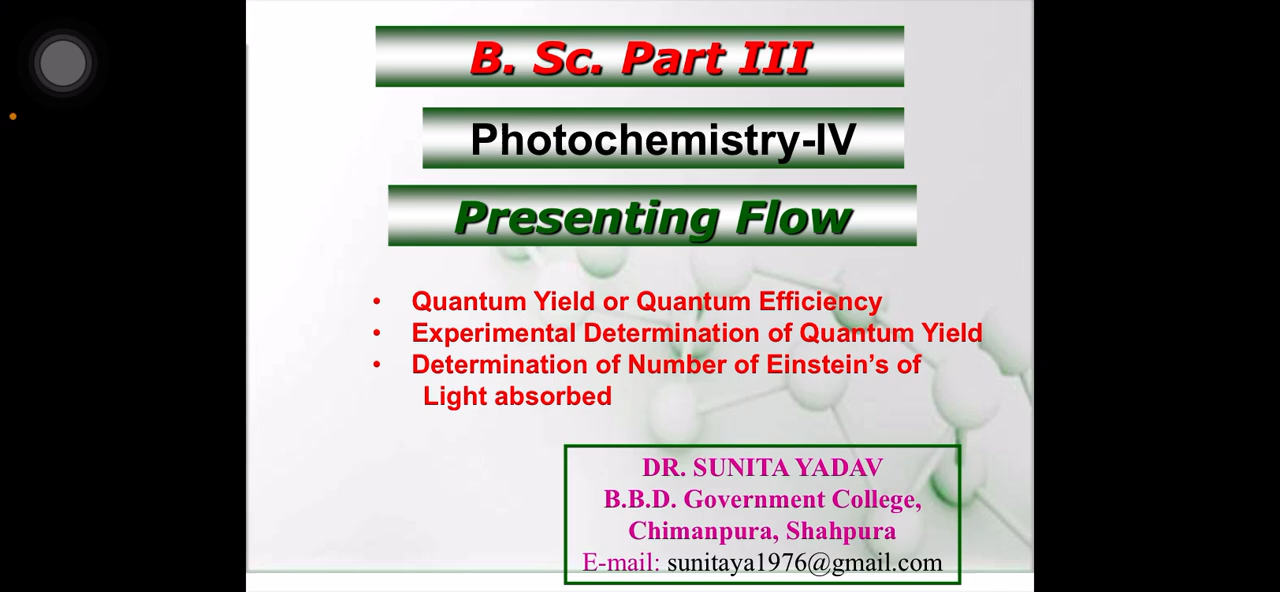 B. Sc. Part III
Photochemistry-IV
Presenting Flow
• Quantum Yield or Quantum Efficiency
• Experimental Determination of Quantum Yield
• Determination of Number of Einstein’s of
Light absorbed
DR. SUNITA YADAV
B.B.D. Government College,
Chimanpura, Shahpura
E-mail: sunitaya1976@gmail.com